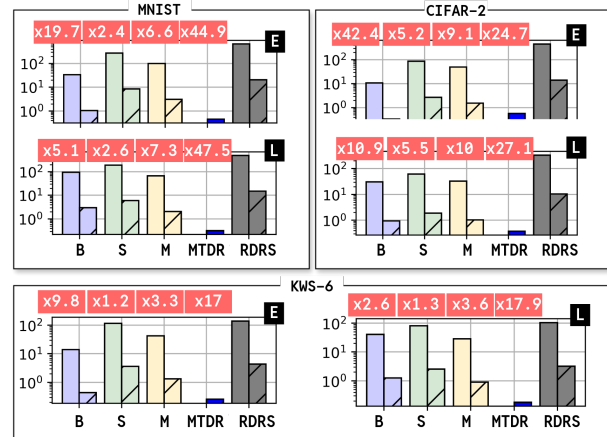 MNIST
x19.7 x2.4 x6.6 x44.9
E
10²
10¹
10⁰
x5.1 x2.6 x7.3 x47.5
L
10²
10¹
10⁰
B S M MTDR RDRS
CIFAR-2
x42.4 x5.2 x9.1 x24.7
E
10²
10¹
10⁰
x10.9 x5.5 x10 x27.1
L
10²
10¹
10⁰
B S M MTDR RDRS
KWS-6
x9.8 x1.2 x3.3 x17
E
10²
10¹
10⁰
B S M MTDR RDRS
x2.6 x1.3 x3.6 x17.9
L
10²
10¹
10⁰
B S M MTDR RDRS